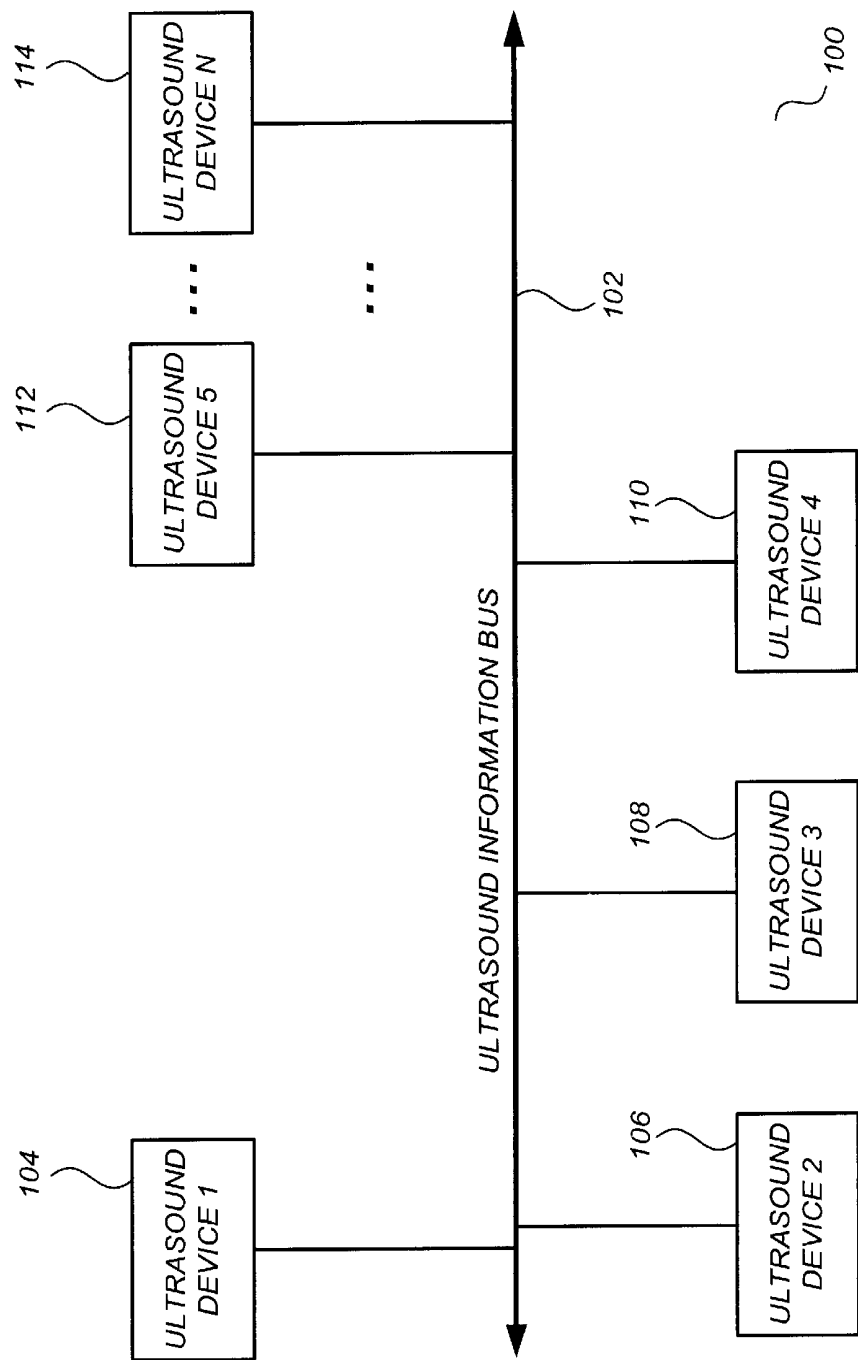 104
ULTRASOUND
DEVICE 1
112
ULTRASOUND
DEVICE 5
...
114
ULTRASOUND
DEVICE N
...
ULTRASOUND INFORMATION BUS
102
106
ULTRASOUND
DEVICE 2
108
ULTRASOUND
DEVICE 3
110
ULTRASOUND
DEVICE 4
100